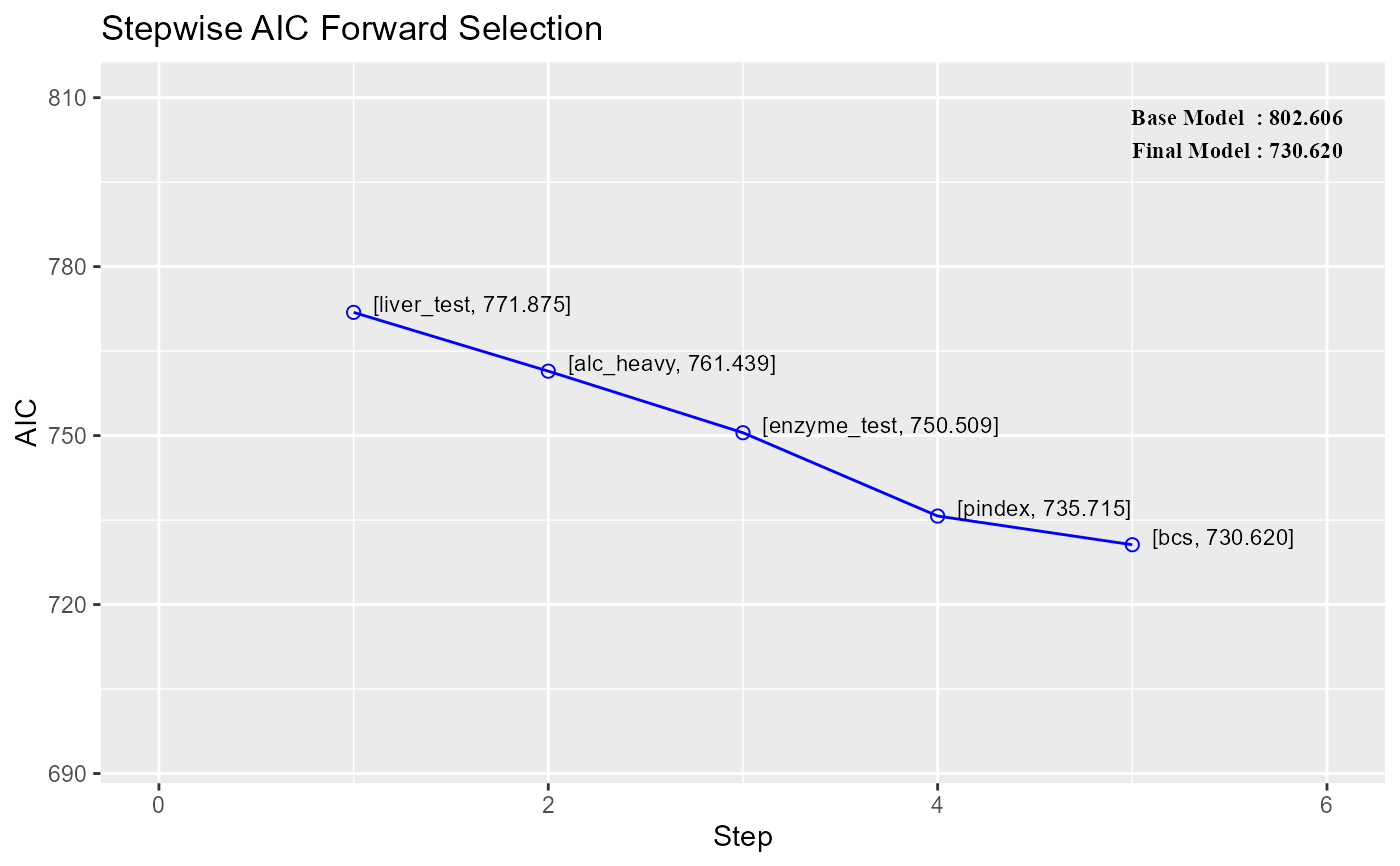 Stepwise AIC Forward Selection
810
780
750
720
690
AIC
Base Model  : 802.606
Final Model : 730.620
[liver_test, 771.875]
[alc_heavy, 761.439]
[enzyme_test, 750.509]
[pindex, 735.715]
[bcs, 730.620]
0
2
4
6
Step